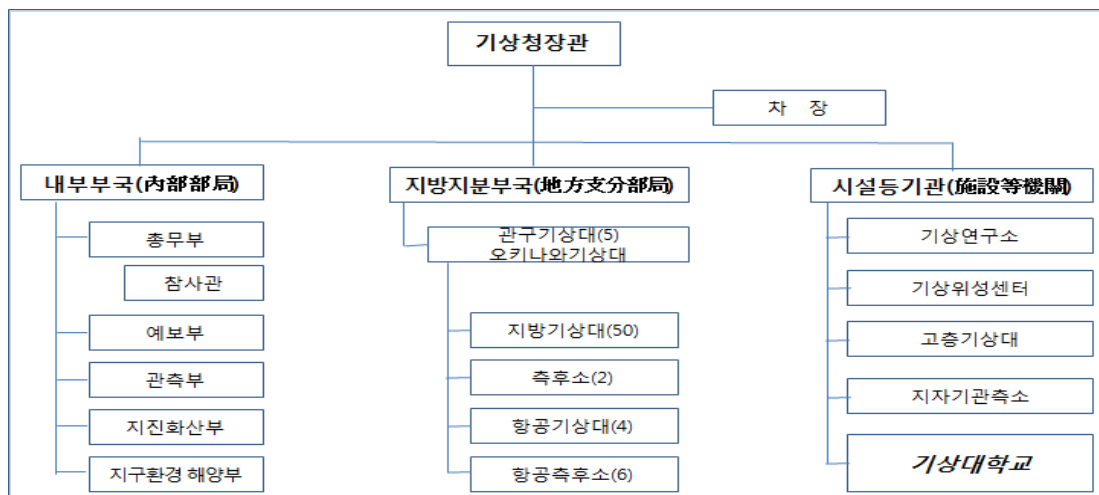 기상청장관
차 장
내부부국(內部部局)
총무부
참사관
예보부
관측부
지진화산부
지구환경 해양부
지방지분부국(地方支分部局)
관구기상대(5)
오키나와기상대
지방기상대(50)
측후소(2)
항공기상대(4)
항공측후소(6)
시설등기관(施設等機關)
기상연구소
기상위성센터
고층기상대
지자기관측소
기상대학교